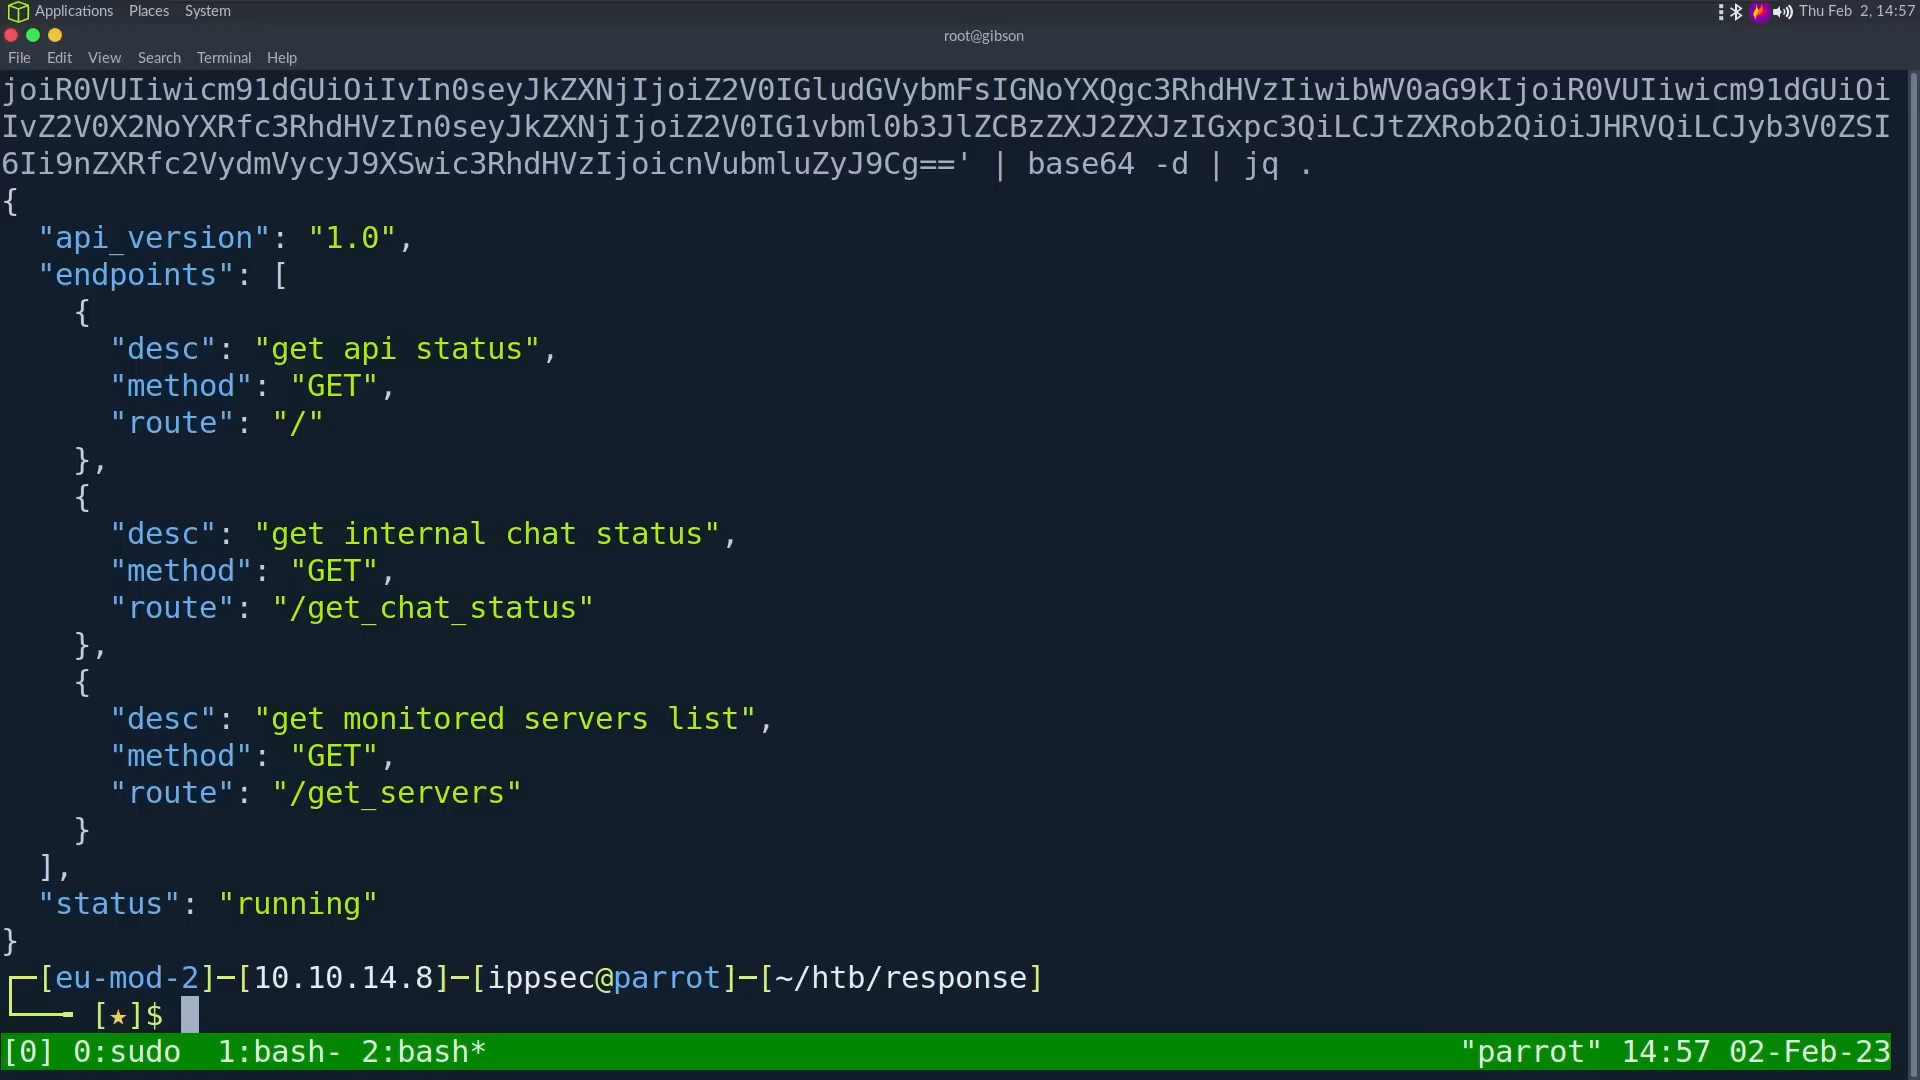 Applications Places System
Thu Feb 2, 14:57
root@gibson
File Edit View Search Terminal Help
joiR0VUIiwicm91dGUiOiIvIn0seyJkZXNjIjoiZ2V0IGludGVybmFsIGNoYXQgc3RhdHVzIiwibWV0aG9kIjoiR0VUIiwicm91dGUiOi
IvZ2V0X2NoYXRfc3RhdHVzIn0seyJkZXNjIjoiZ2V0IG1vbml0b3JlZCBzZXJ2ZXJzIGxpc3QiLCJtZXRob2QiOiJHRVQiLCJyb3V0ZSI
6Ii9nZXRfc2VydmVycyJ9XSwic3RhdHVzIjoicnVubmluZyJ9Cg==' | base64 -d | jq .
{
  "api_version": "1.0",
  "endpoints": [
    {
      "desc": "get api status",
      "method": "GET",
      "route": "/"
    },
    {
      "desc": "get internal chat status",
      "method": "GET",
      "route": "/get_chat_status"
    },
    {
      "desc": "get monitored servers list",
      "method": "GET",
      "route": "/get_servers"
    }
  ],
  "status": "running"
}
┌─[eu-mod-2]─[10.10.14.8]─[ippsec@parrot]─[~/htb/response]
└──╼ [★]$
[0] 0:sudo  1:bash- 2:bash* "parrot" 14:57 02-Feb-23